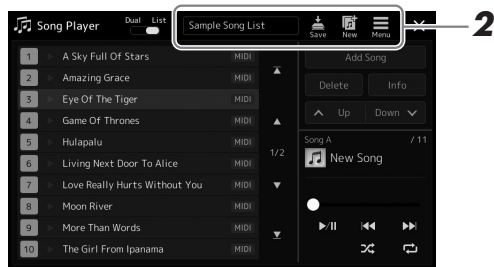 Song Player Dual List Sample Song List Save New Menu 2
1 A Sky Full Of Stars MIDI
2 Amazing Grace MIDI
3 Eye Of The Tiger MIDI
4 Game Of Thrones MIDI
5 Hulapalu MIDI
6 Living Next Door To Alice MIDI
7 Love Really Hurts Without You MIDI
8 Moon River MIDI
9 More Than Words MIDI
10 The Girl From Ipanama MIDI
1/2
Add Song
Delete Info
Up Down
Song A / 11
New Song